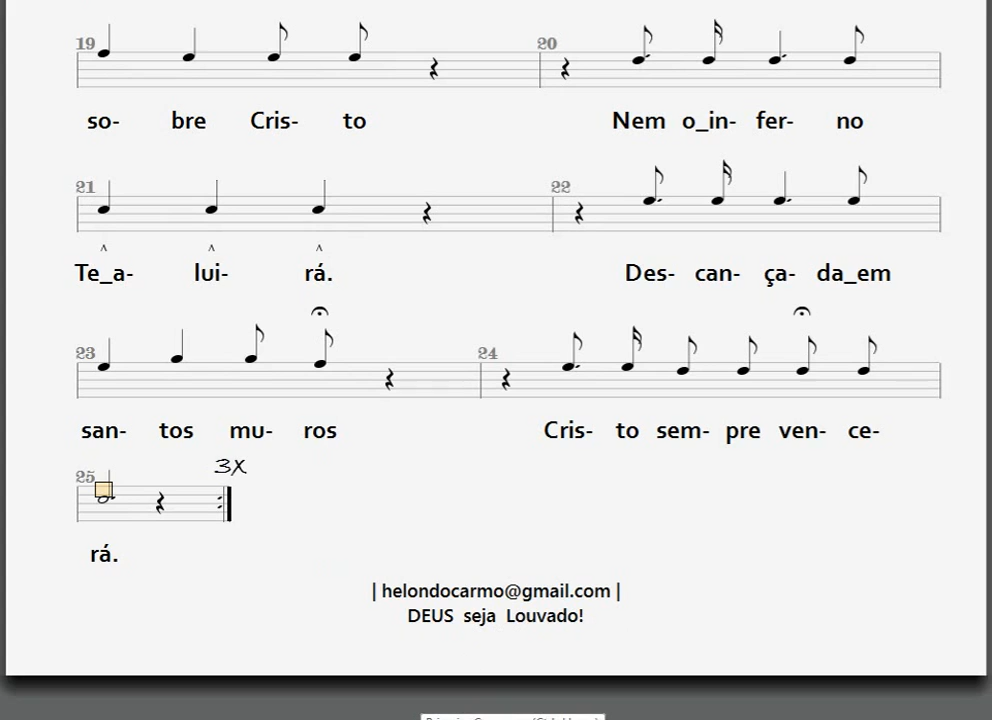 19 20
so- bre Cris- to Nem o_in- fer- no
21 22
Te_a- lui- rá. Des- can- ça- da_em
23 24
san- tos mu- ros Cris- to sem- pre ven- ce-
25 3X
rá.
| helondocarmo@gmail.com |
DEUS seja Louvado!